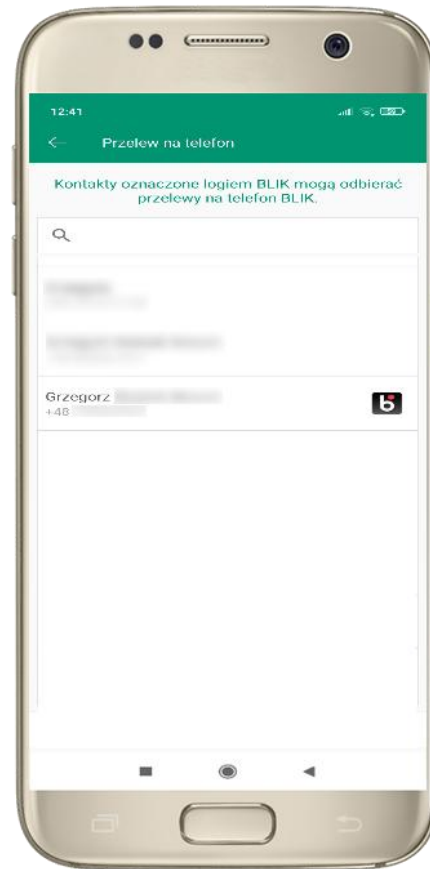 12:41
Przelew na telefon
Kontakty oznaczone logiem BLIK mogą odbierać
przelewy na telefon BLIK.
Grzegorz
+48